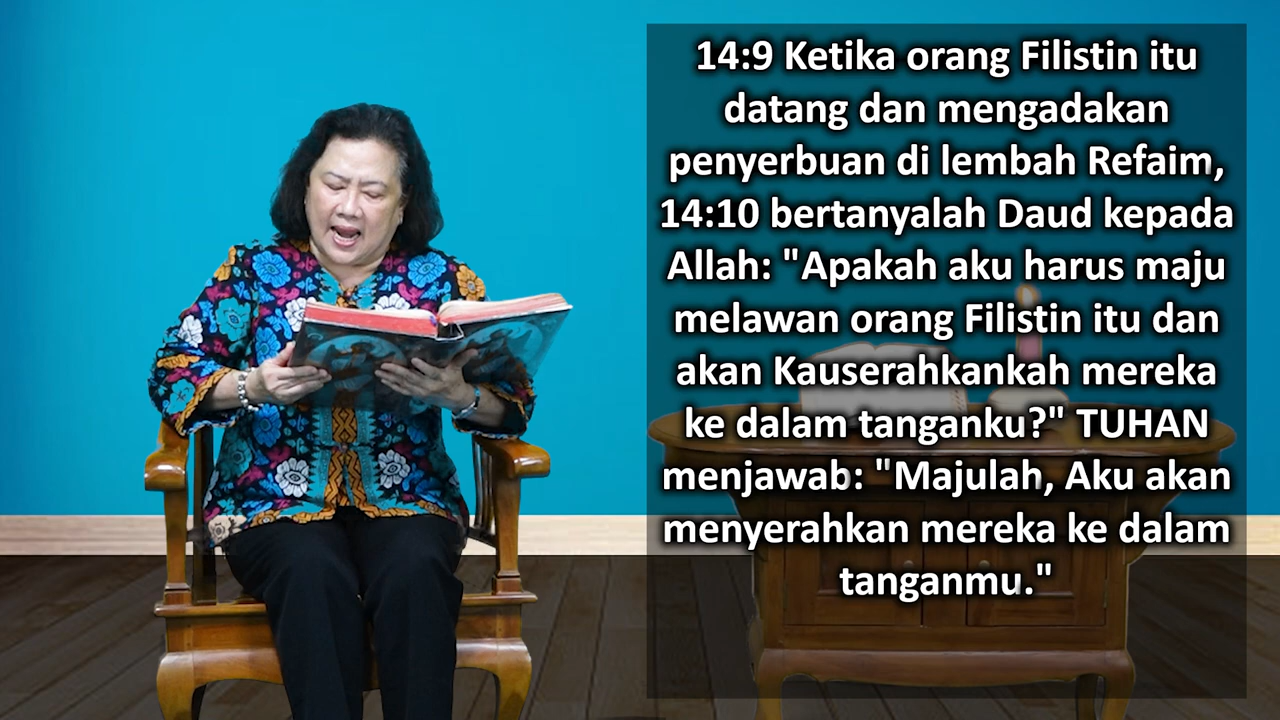 14:9 Ketika orang Filistin itu
datang dan mengadakan
penyerbuan di lembah Refaim,
14:10 bertanyalah Daud kepada
Allah: "Apakah aku harus maju
melawan orang Filistin itu dan
akan Kauserahkankah mereka
ke dalam tanganku?" TUHAN
menjawab: "Majulah, Aku akan
menyerahkan mereka ke dalam
tanganmu."